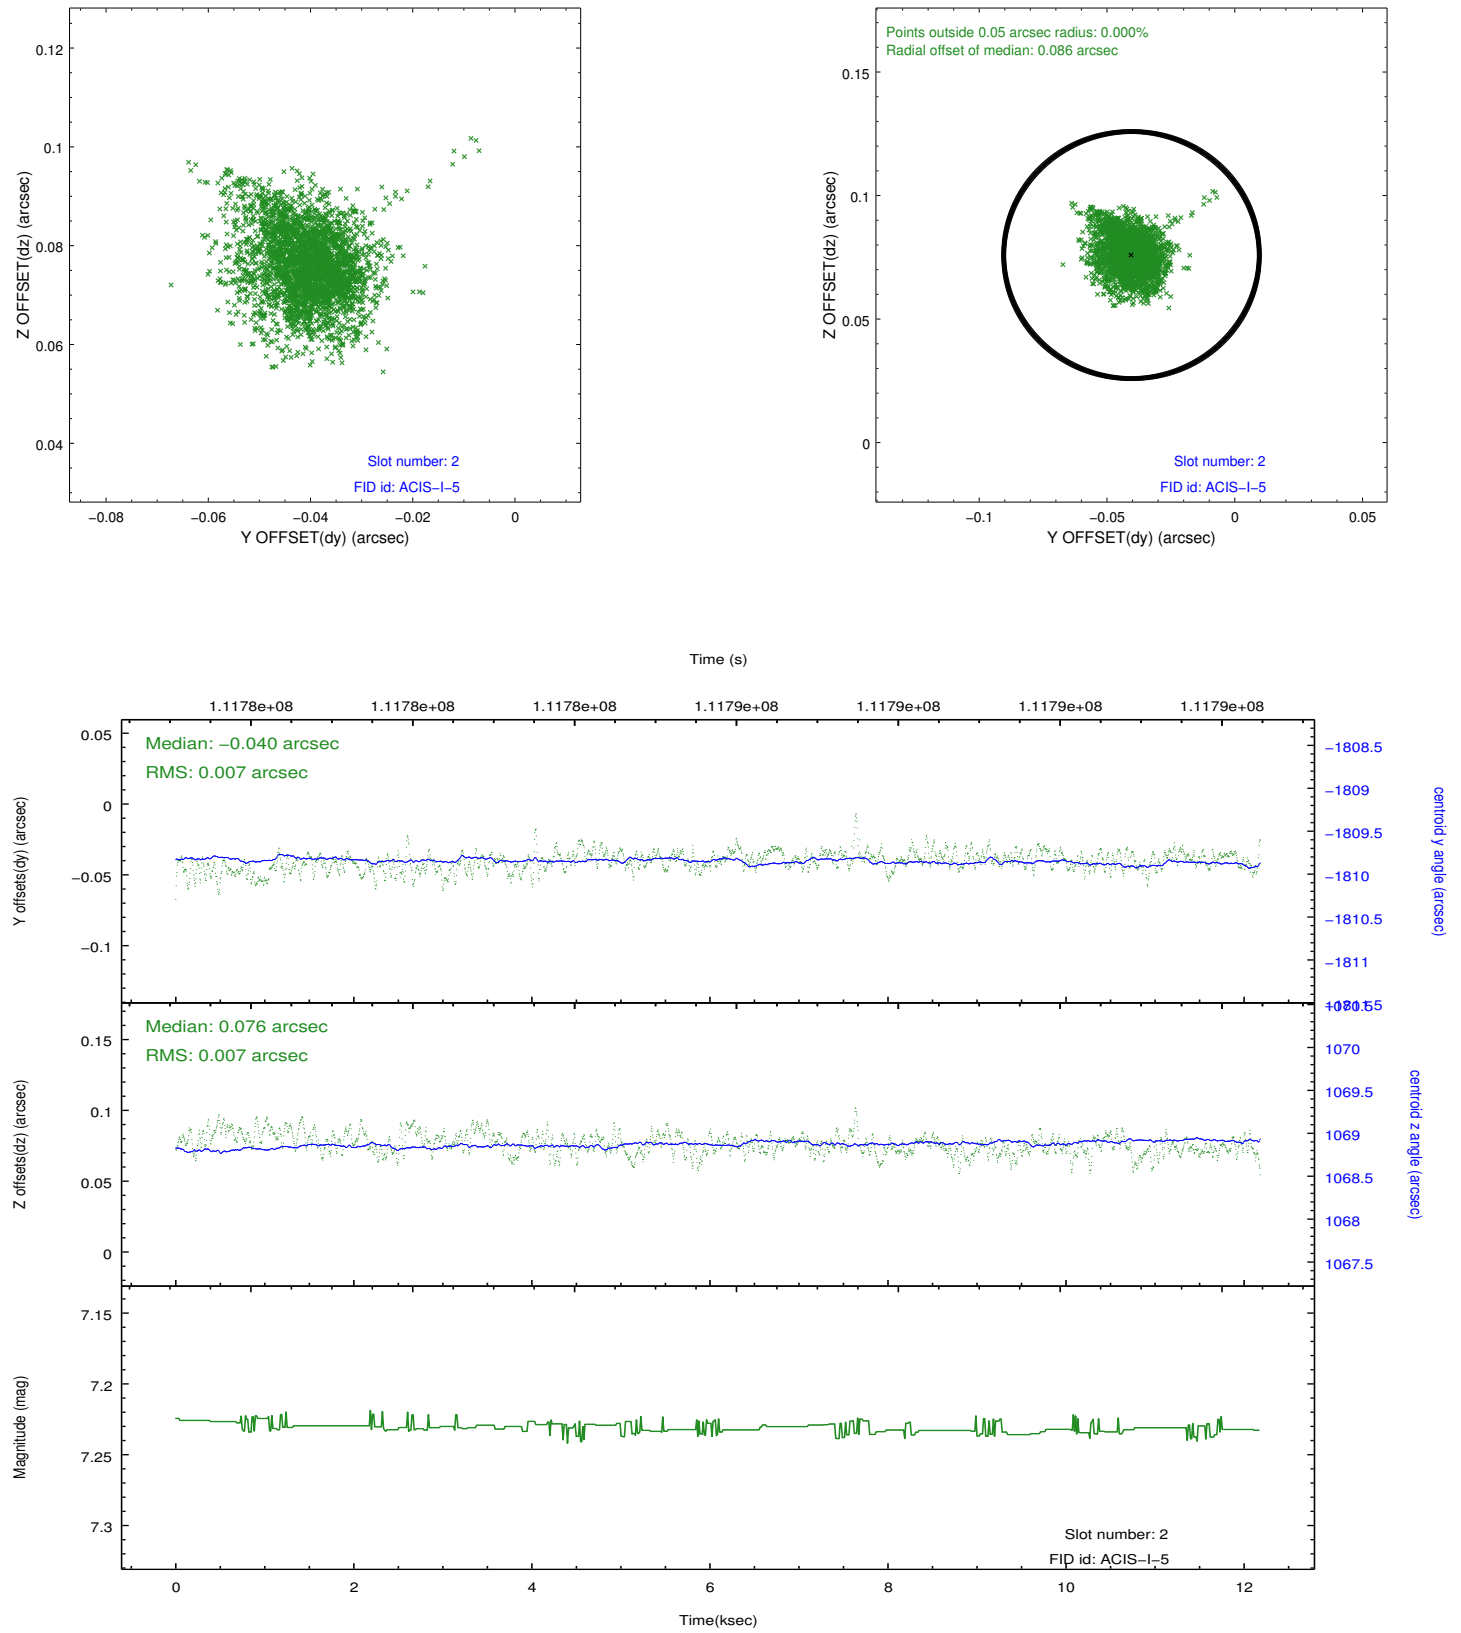 0.12
0.1
0.08
0.06
0.04
Z OFFSET(dz) (arcsec)
−0.08 −0.06 −0.04 −0.02 0
Y OFFSET(dy) (arcsec)
Slot number: 2
FID id: ACIS−I−5
Points outside 0.05 arcsec radius: 0.000%
Radial offset of median: 0.086 arcsec
0.15
0.1
0.05
0
Z OFFSET(dz) (arcsec)
−0.1 −0.05 0 0.05
Y OFFSET(dy) (arcsec)
Slot number: 2
FID id: ACIS−I−5
Time (s)
1.1178e+08 1.1178e+08 1.1178e+08 1.1179e+08 1.1179e+08 1.1179e+08 1.1179e+08
Median: −0.040 arcsec
RMS: 0.007 arcsec
0.05
0
−0.05
−0.1
Y offsets(dy) (arcsec)
−1808.5
−1809
−1809.5
−1810
−1810.5
−1811
−1811.5
centroid y angle (arcsec)
Median: 0.076 arcsec
RMS: 0.007 arcsec
0.15
0.1
0.05
0
Z offsets(dz) (arcsec)
1070.5
1070
1069.5
1069
1068.5
1068
1067.5
centroid z angle (arcsec)
7.15
7.2
7.25
7.3
Magnitude (mag)
Slot number: 2
FID id: ACIS−I−5
0 2 4 6 8 10 12
Time(ksec)